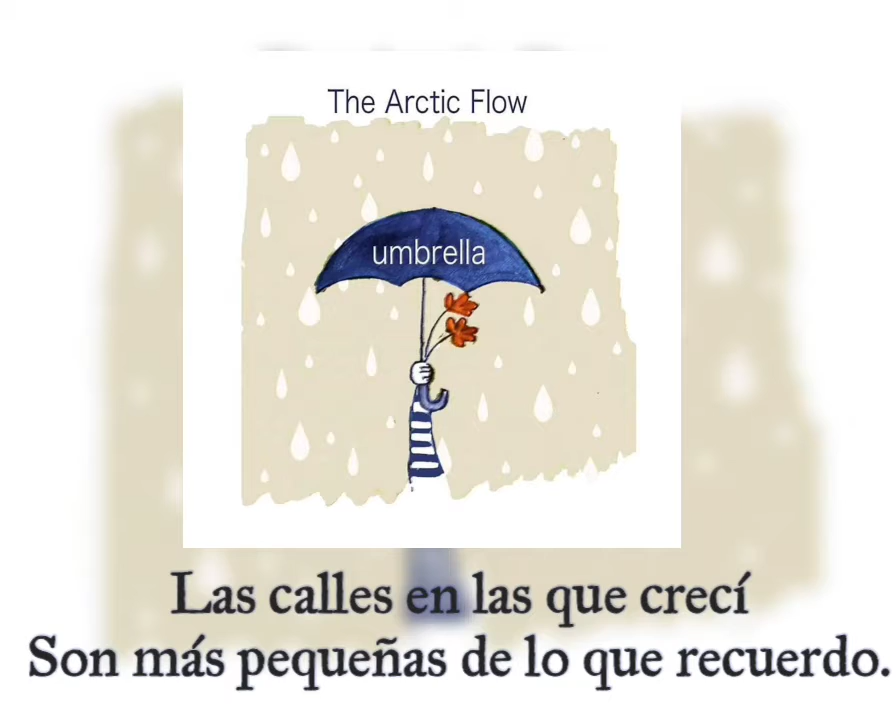 The Arctic Flow
umbrella
Las calles en las que crecí
Son más pequeñas de lo que recuerdo.